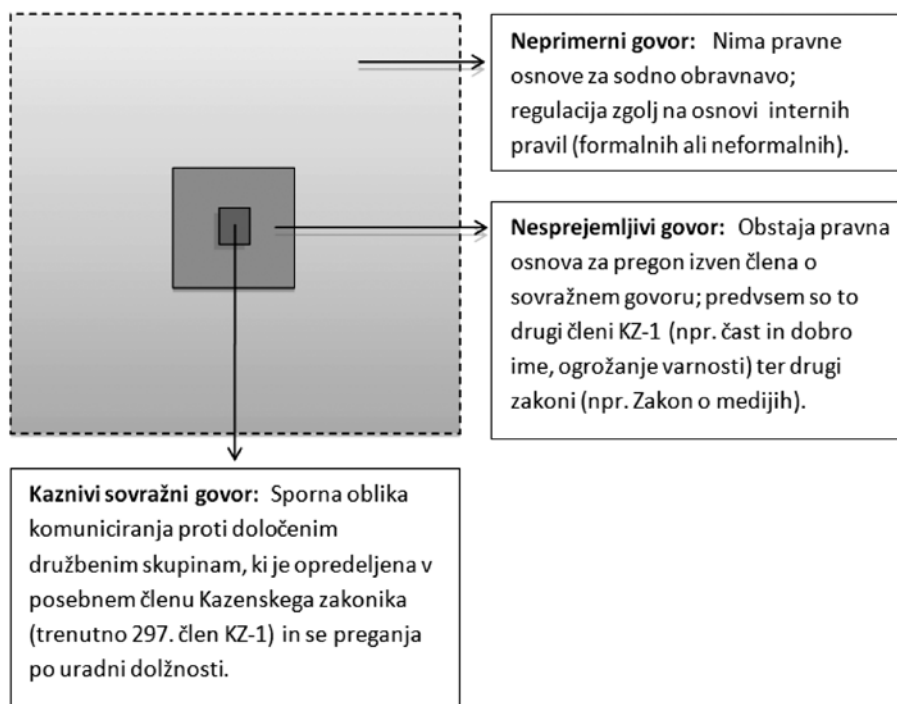 Neprimerni govor: Nima pravne
osnove za sodno obravnavo;
regulacija zgolj na osnovi internih
pravil (formalnih ali neformalnih).
Nesprejemljivi govor: Obstaja pravna
osnova za pregon izven člena o
sovražnem govoru; predvsem so to
drugi členi KZ-1 (npr. čast in dobro
ime, ogrožanje varnosti) ter drugi
zakoni (npr. Zakon o medijih).
Kaznivi sovražni govor: Sporna oblika
komuniciranja proti določenim
družbenim skupinam, ki je opredeljena v
posebnem členu Kazenskega zakonika
(trenutno 297. člen KZ-1) in se preganja
po uradni dolžnosti.